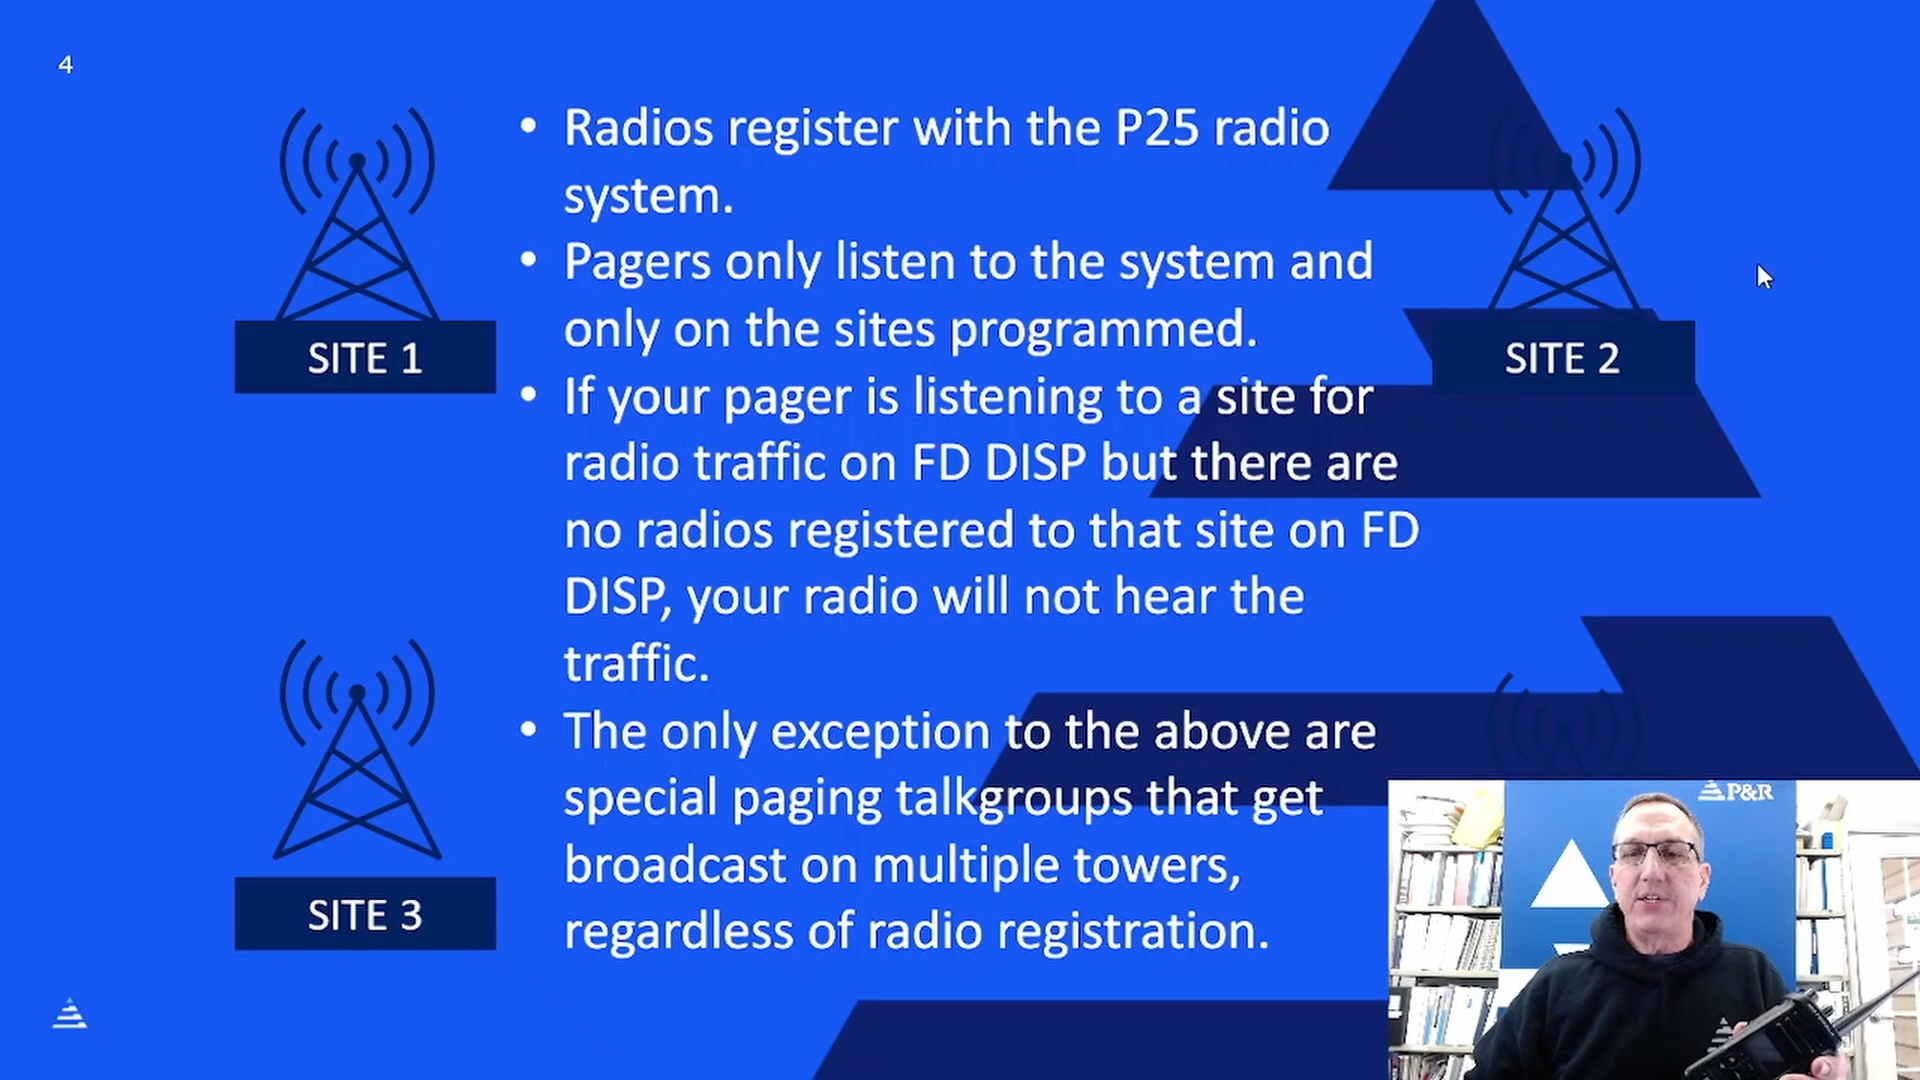 4
• Radios register with the P25 radio
system.
• Pagers only listen to the system and
only on the sites programmed.
• If your pager is listening to a site for
radio traffic on FD DISP but there are
no radios registered to that site on FD
DISP, your radio will not hear the
traffic.
• The only exception to the above are
special paging talkgroups that get
broadcast on multiple towers,
regardless of radio registration.
SITE 1
SITE 2
SITE 3
P&R